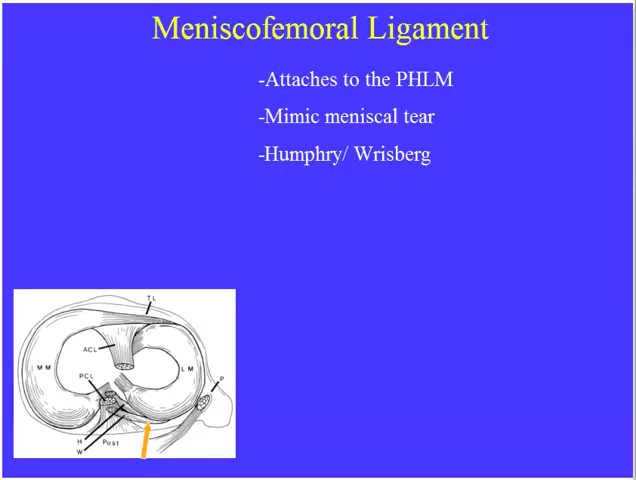 Meniscofemoral Ligament
-Attaches to the PHLM
-Mimic meniscal tear
-Humphry/ Wrisberg
TL
ACL
MM
LM
PCL
P
H
Post
W